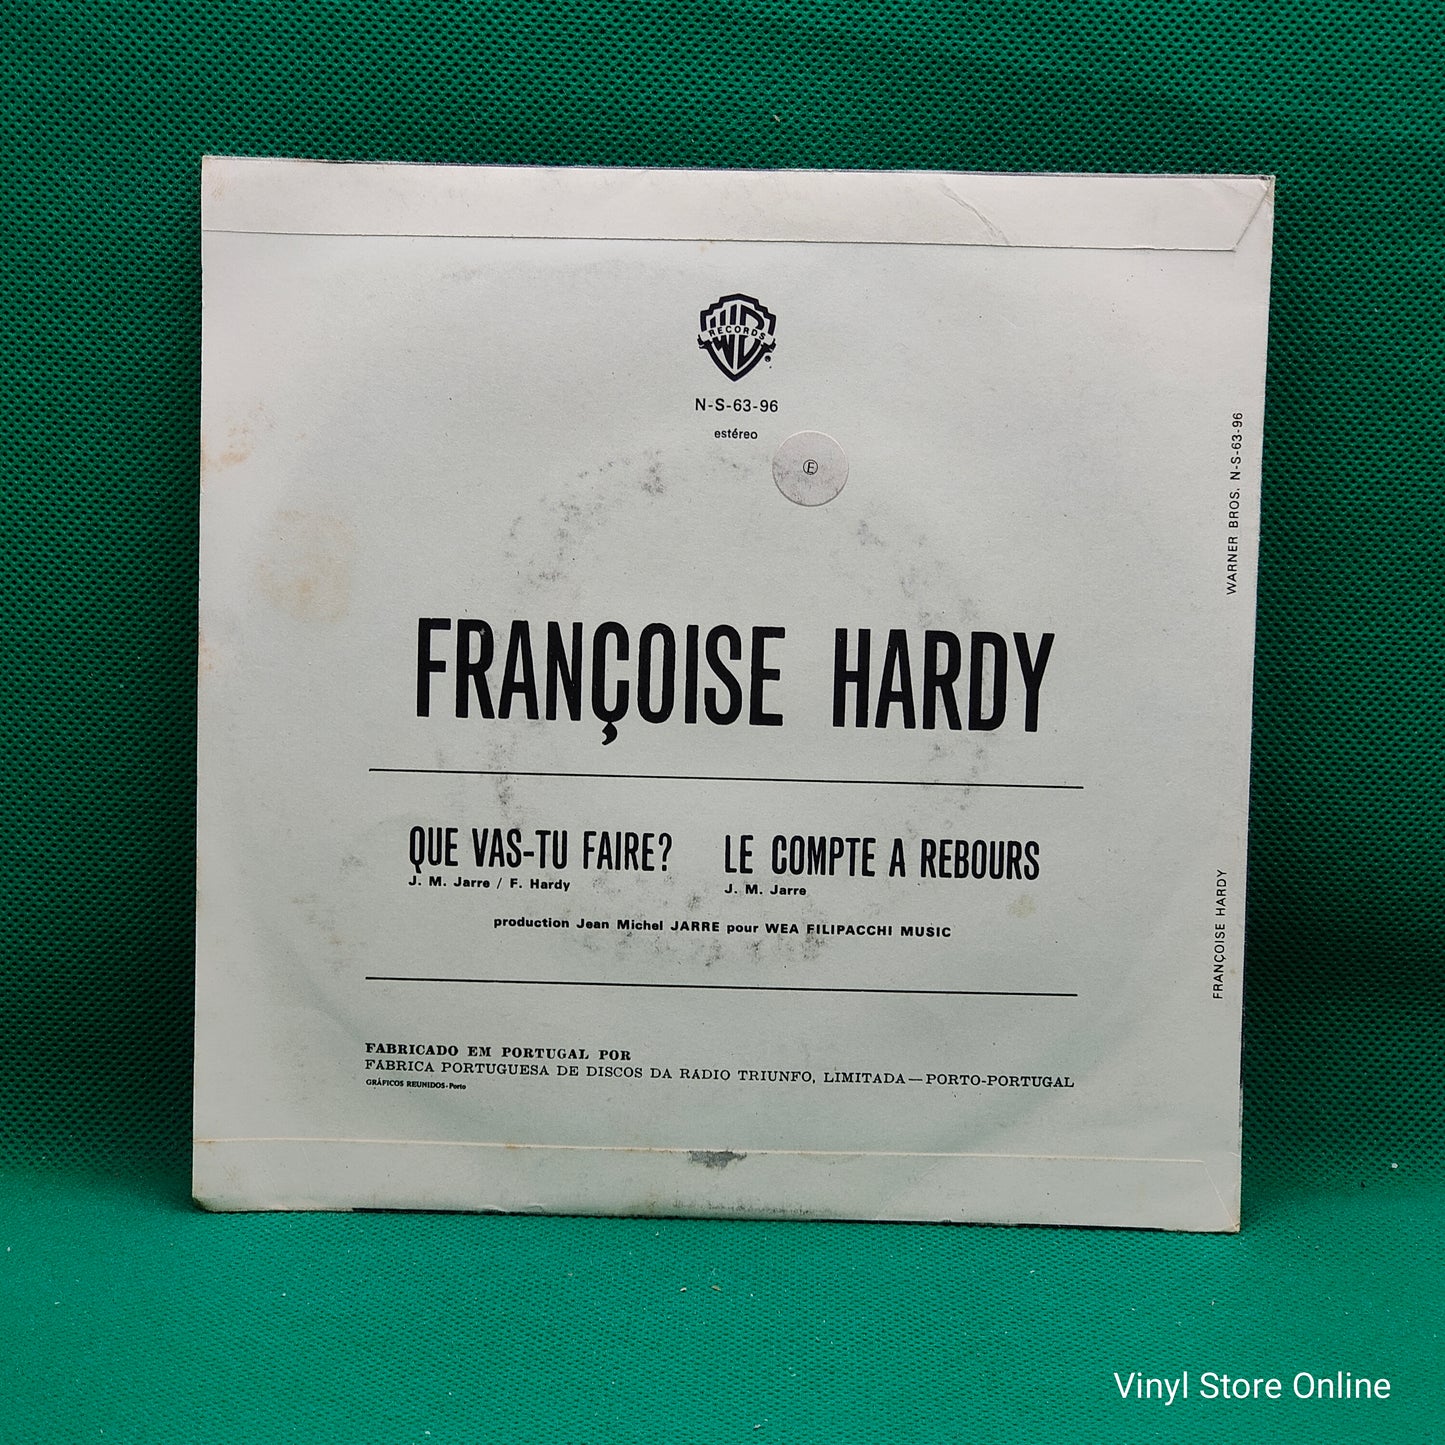 WB
RECORDS
N-S-63-96
estéreo
E
FRANÇOISE HARDY
QUE VAS-TU FAIRE?
J. M. Jarre / F. Hardy
LE COMPTE A REBOURS
J. M. Jarre
production Jean Michel JARRE pour WEA FILIPACCHI MUSIC
FABRICADO EM PORTUGAL POR
FÁBRICA PORTUGUESA DE DISCOS DA RÁDIO TRIUNFO, LIMITADA — PORTO-PORTUGAL
GRÁFICOS REUNIDOS - Porto
WARNER BROS. N-S-63-96
FRANÇOISE HARDY
Vinyl Store Online